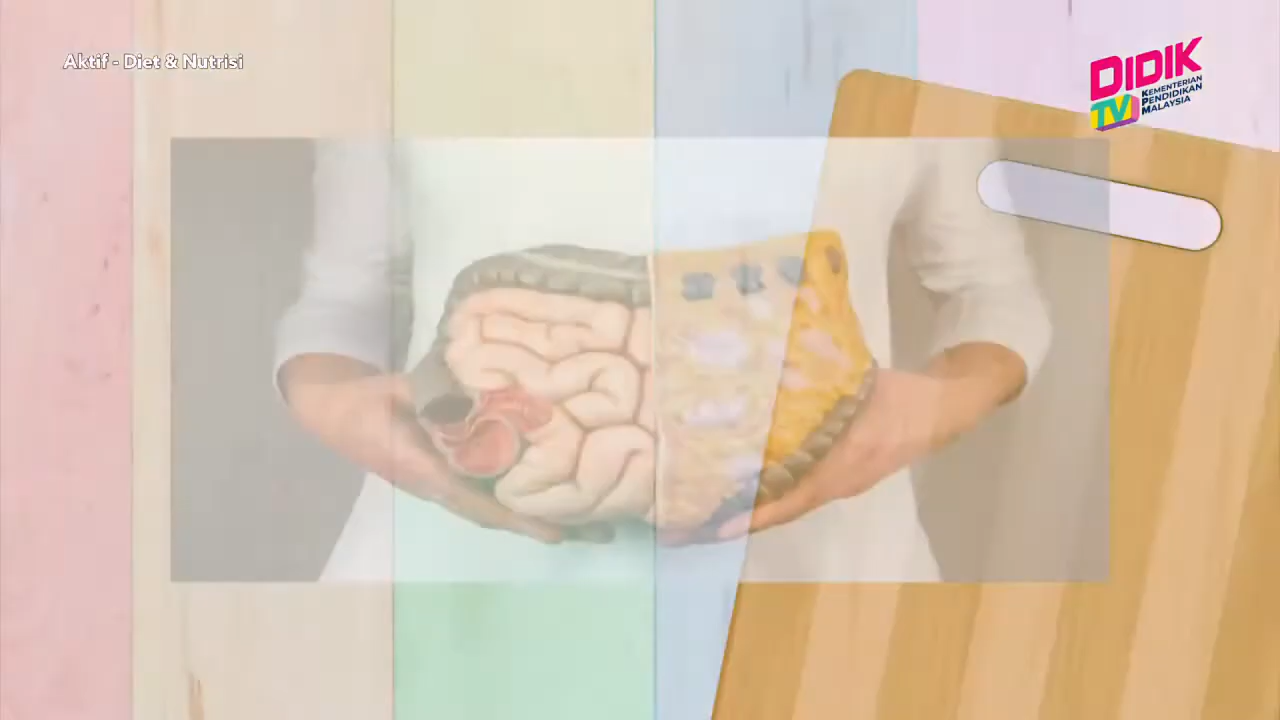 Aktif - Diet & Nutrisi
DIDIK
TV
KEMENTERIAN
PENDIDIKAN
MALAYSIA